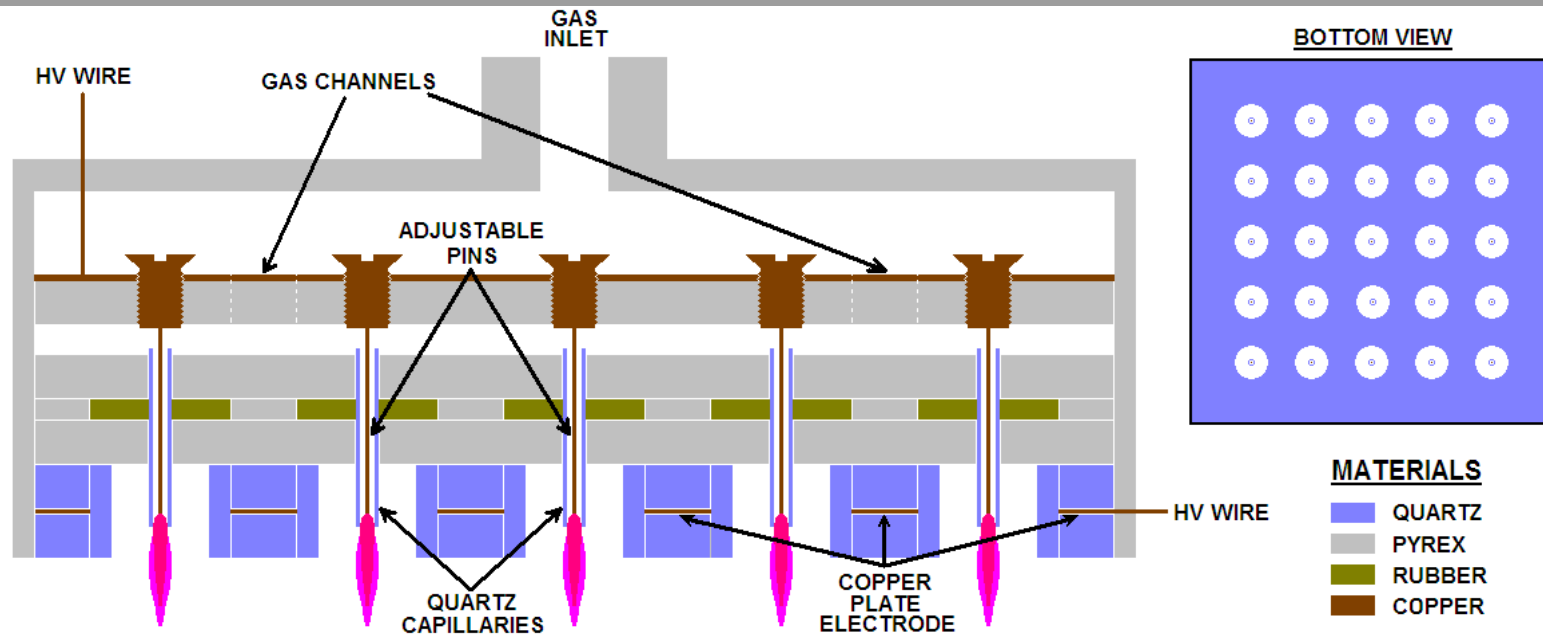 GAS
INLET
BOTTOM VIEW
HV WIRE
GAS CHANNELS
ADJUSTABLE
PINS
MATERIALS
QUARTZ
PYREX
RUBBER
COPPER
HV WIRE
QUARTZ
CAPILLARIES
COPPER
PLATE
ELECTRODE